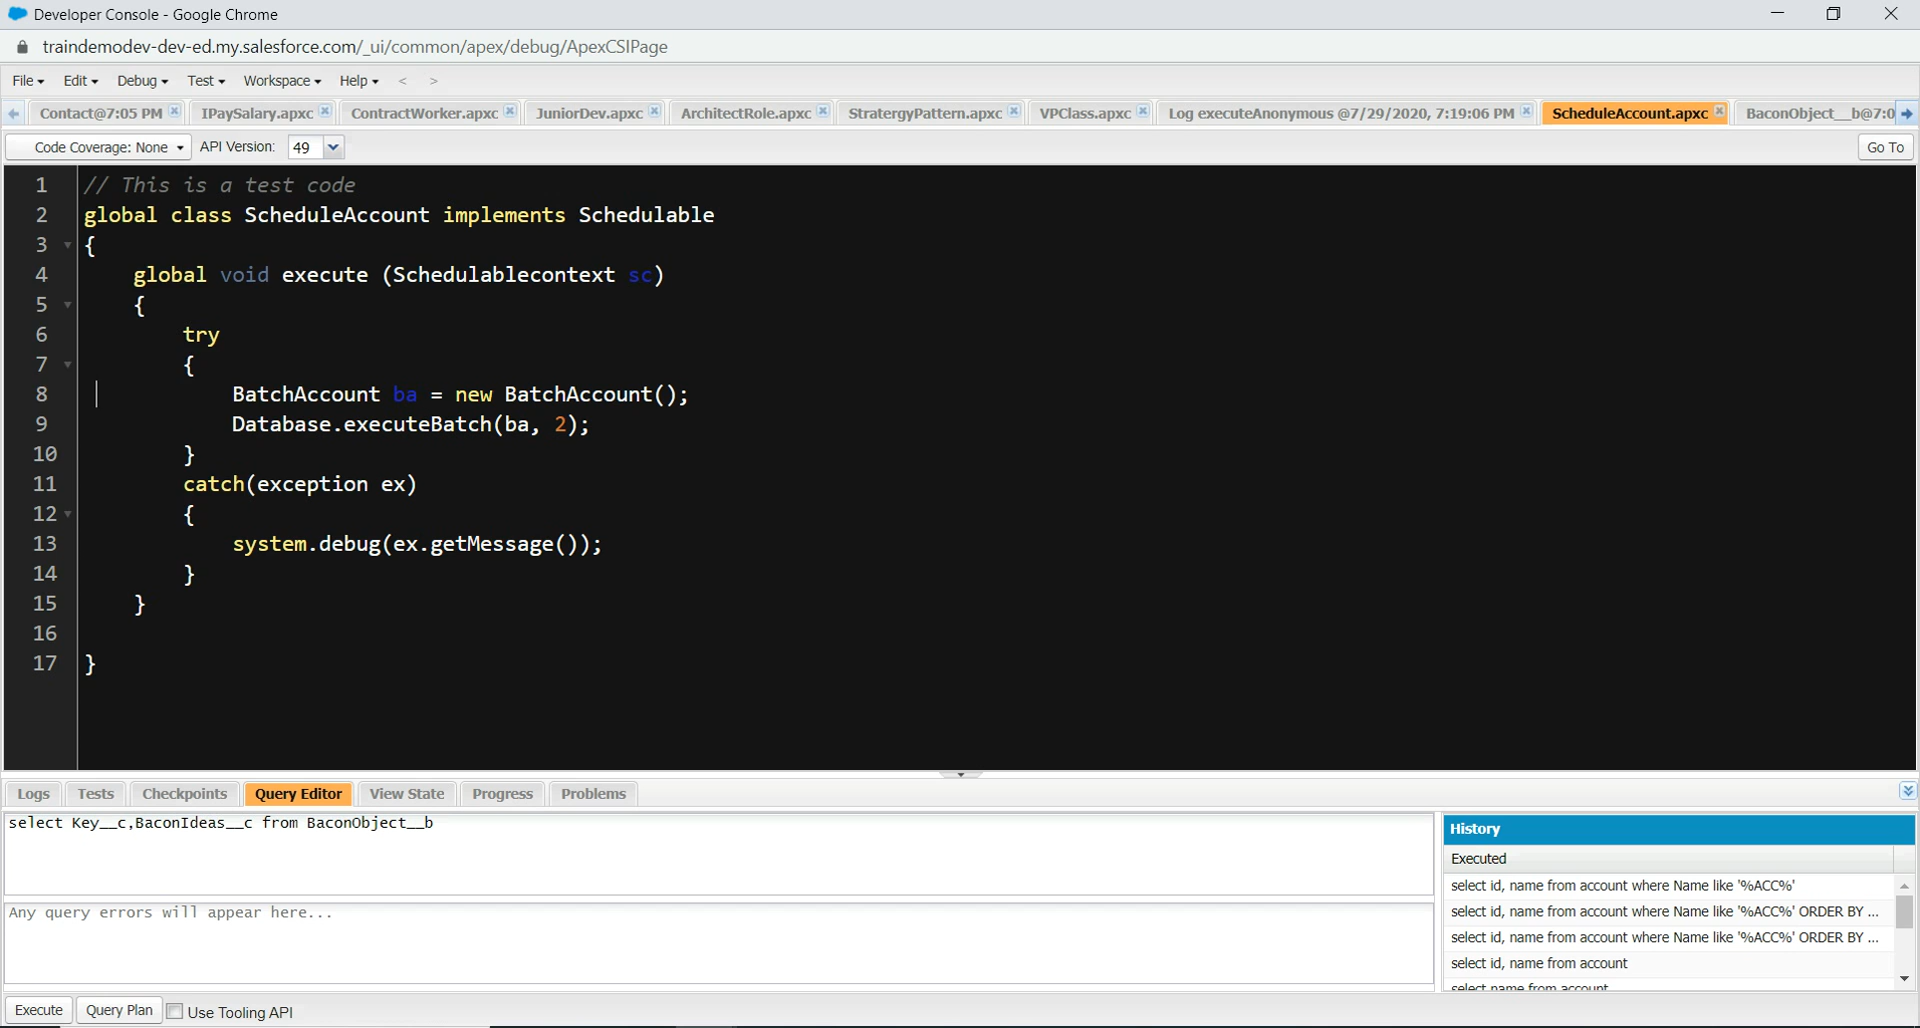 Developer Console - Google Chrome
traindemodev-dev-ed.my.salesforce.com/_ui/common/apex/debug/ApexCSIPage
File Edit Debug Test Workspace Help < >
Contact@7:05 PM IPaySalary.apxc ContractWorker.apxc JuniorDev.apxc ArchitectRole.apxc StratergyPattern.apxc VPClass.apxc Log executeAnonymous @7/29/2020, 7:19:06 PM ScheduleAccount.apxc BaconObject__b@7:0
Code Coverage: None API Version: 49 Go To
1 // This is a test code
2 global class ScheduleAccount implements Schedulable
3 {
4 global void execute (Schedulablecontext sc)
5 {
6 try
7 {
8 BatchAccount ba = new BatchAccount();
9 Database.executeBatch(ba, 2);
10 }
11 catch(exception ex)
12 {
13 system.debug(ex.getMessage());
14 }
15 }
16
17 }
Logs Tests Checkpoints Query Editor View State Progress Problems
select Key__c,BaconIdeas__c from BaconObject__b
Any query errors will appear here...
History
Executed
select id, name from account where Name like '%ACC%'
select id, name from account where Name like '%ACC%' ORDER BY ...
select id, name from account where Name like '%ACC%' ORDER BY ...
select id, name from account
select name from account
Execute Query Plan Use Tooling API